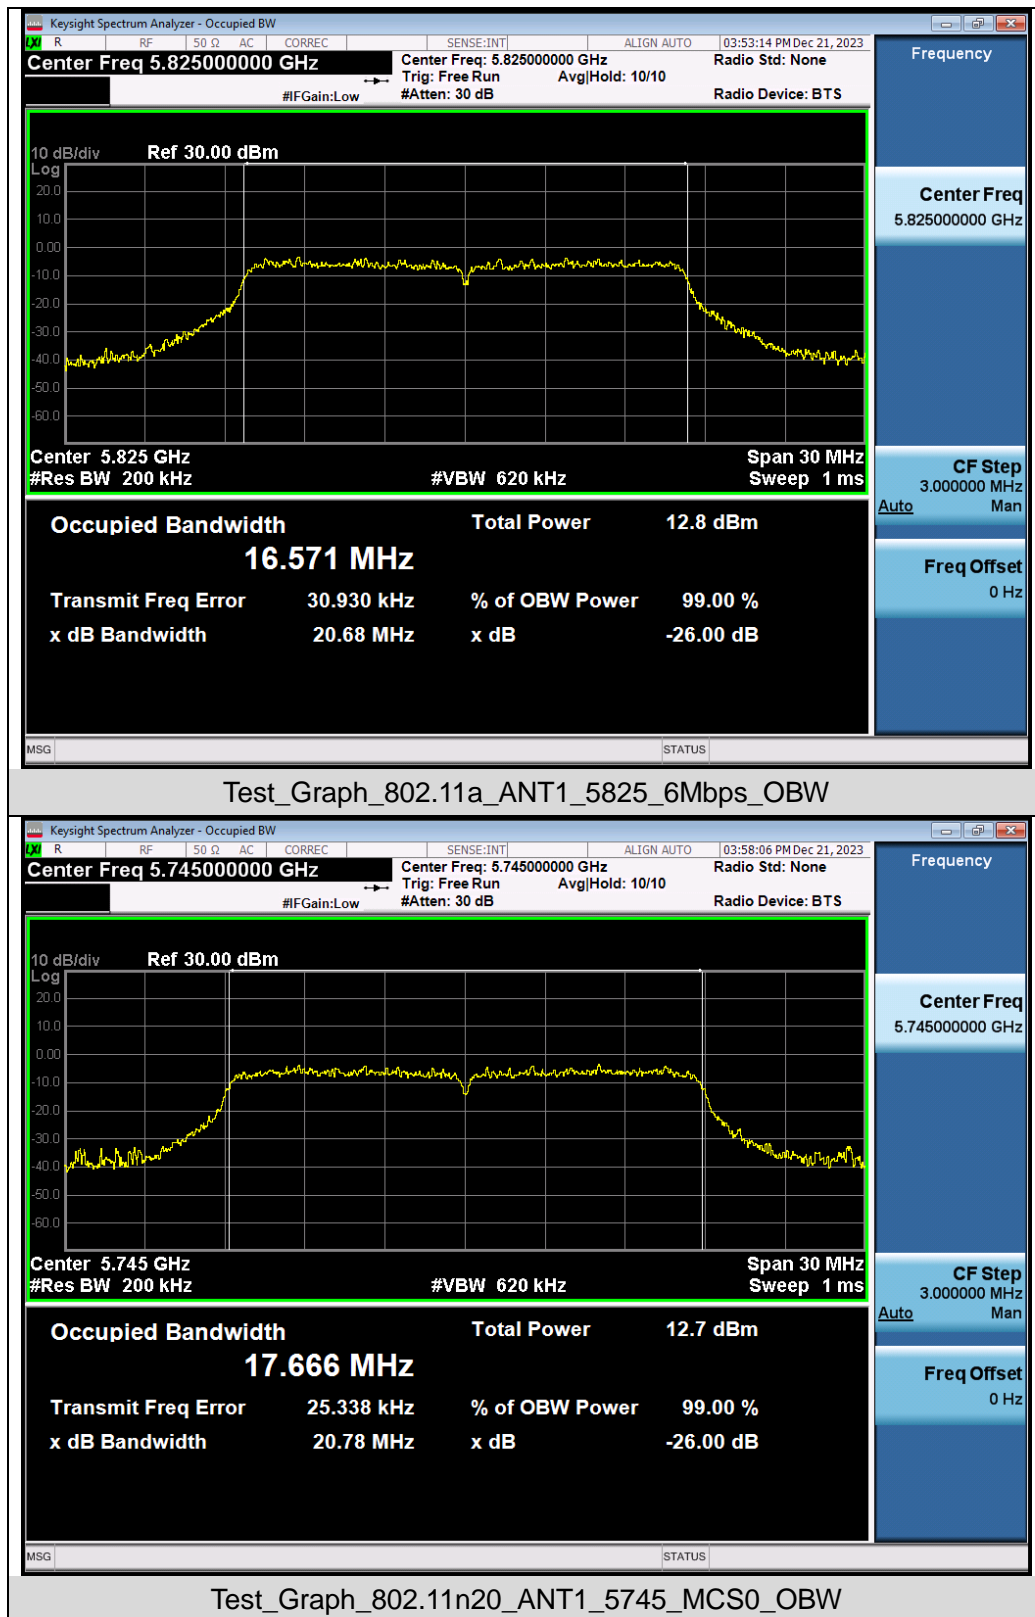 Keysight Spectrum Analyzer - Occupied BW
LXI R RF 50 Ω AC CORREC SENSE:INT ALIGN AUTO 03:53:14 PM Dec 21, 2023
Center Freq 5.825000000 GHz
Center Freq: 5.825000000 GHz
Radio Std: None
Trig: Free Run Avg|Hold: 10/10
#IFGain:Low
#Atten: 30 dB
Radio Device: BTS
Frequency
10 dB/div Ref 30.00 dBm
Log
20.0
10.0
0.00
-10.0
-20.0
-30.0
-40.0
-50.0
-60.0
Center Freq
5.825000000 GHz
Center 5.825 GHz Span 30 MHz
#Res BW 200 kHz #VBW 620 kHz Sweep 1 ms
CF Step
3.000000 MHz
Auto Man
Occupied Bandwidth Total Power 12.8 dBm
16.571 MHz
Transmit Freq Error 30.930 kHz % of OBW Power 99.00 %
x dB Bandwidth 20.68 MHz x dB -26.00 dB
Freq Offset
0 Hz
MSG STATUS
Test_Graph_802.11a_ANT1_5825_6Mbps_OBW
Keysight Spectrum Analyzer - Occupied BW
LXI R RF 50 Ω AC CORREC SENSE:INT ALIGN AUTO 03:58:06 PM Dec 21, 2023
Center Freq 5.745000000 GHz
Center Freq: 5.745000000 GHz
Radio Std: None
Trig: Free Run Avg|Hold: 10/10
#IFGain:Low
#Atten: 30 dB
Radio Device: BTS
Frequency
10 dB/div Ref 30.00 dBm
Log
20.0
10.0
0.00
-10.0
-20.0
-30.0
-40.0
-50.0
-60.0
Center Freq
5.745000000 GHz
Center 5.745 GHz Span 30 MHz
#Res BW 200 kHz #VBW 620 kHz Sweep 1 ms
CF Step
3.000000 MHz
Auto Man
Occupied Bandwidth Total Power 12.7 dBm
17.666 MHz
Transmit Freq Error 25.338 kHz % of OBW Power 99.00 %
x dB Bandwidth 20.78 MHz x dB -26.00 dB
Freq Offset
0 Hz
MSG STATUS
Test_Graph_802.11n20_ANT1_5745_MCS0_OBW